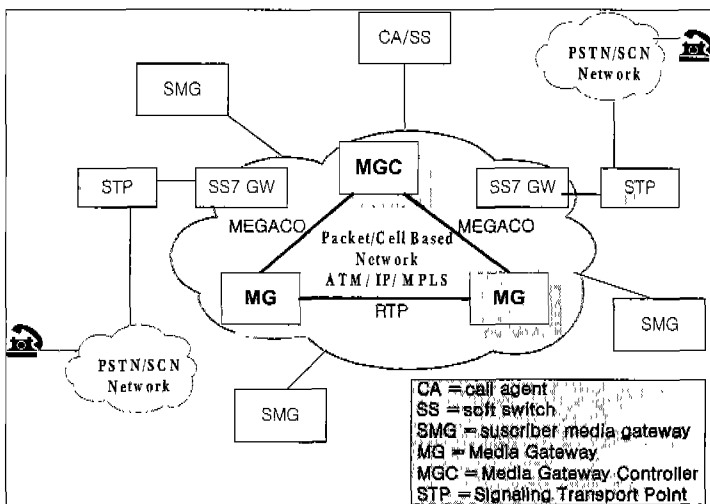 CA/SS
PSTN/SCN
Network
SMG
MGC
STP
SS7 GW
SS7 GW
STP
MEGACO
MEGACO
Packet/Cell Based
Network
ATM/IP/MPLS
MG
MG
RTP
SMG
PSTN/SCN
Network
SMG
CA = call agent
SS = soft switch
SMG = suscriber media gateway
MG = Media Gateway
MGC = Media Gateway Controller
STP = Signaling Transport Point